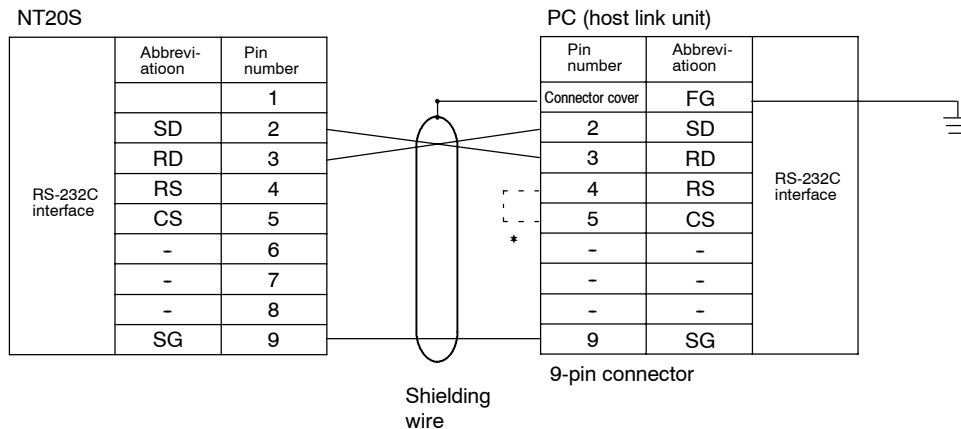 NT20S PC (host link unit)
Abbrevi-
atioon Pin
number Pin
number Abbrevi-
atioon
1 Connector cover FG
SD 2 2 SD
RD 3 3 RD
RS-232C
interface RS 4 4 RS RS-232C
interface
CS 5 5 CS
- 6 * - -
- 7 - -
- 8 - -
SG 9 9 SG
9-pin connector
Shielding
wire